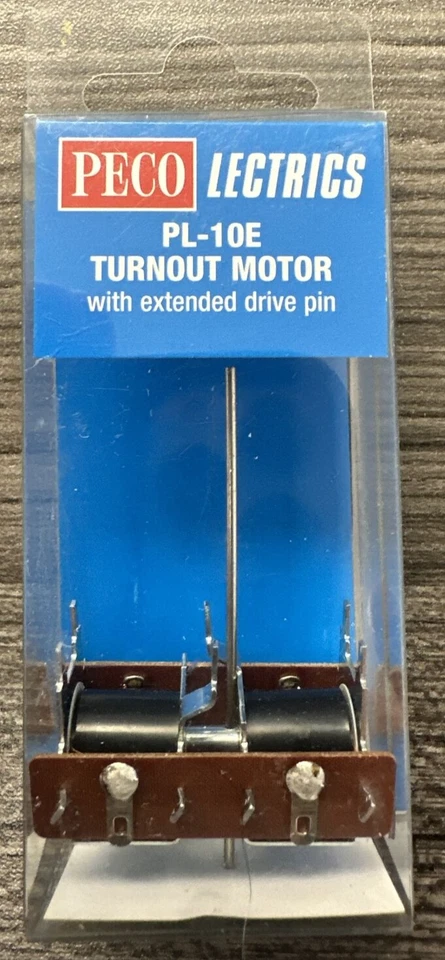 PECO LECTRICS
PL-10E
TURNOUT MOTOR
with extended drive pin